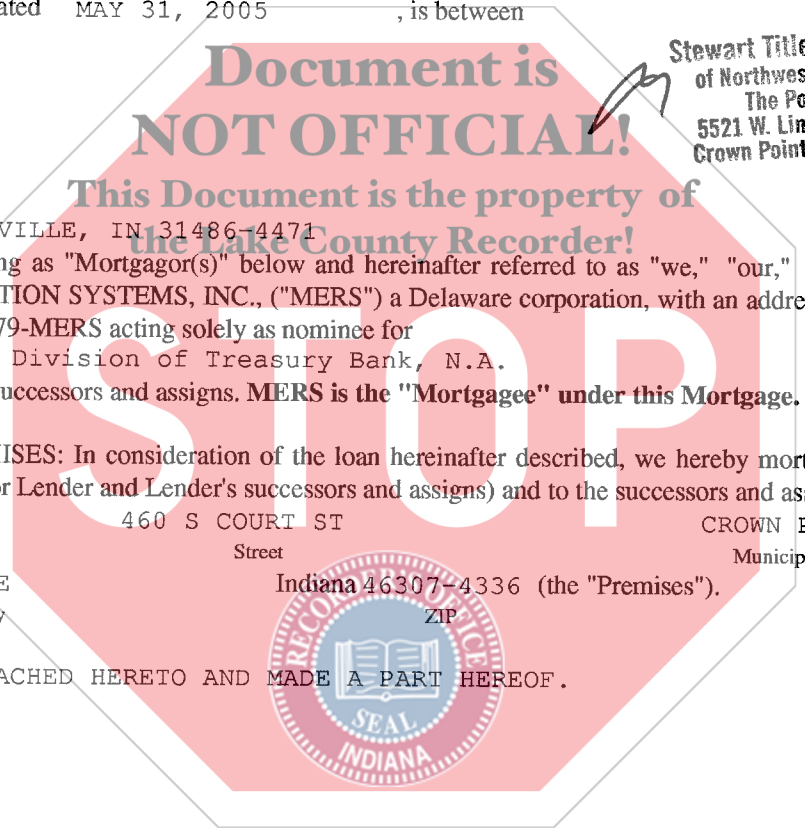 ated MAY 31, 2005 , is between
Document is
NOT OFFICIAL!
This Document is the property of
the Lake County Recorder!
Stewart Title
of Northwes
The Po
5521 W. Lin
Crown Point
VILLE, IN 31486-4471
ng as "Mortgagor(s)" below and hereinafter referred to as "we," "our,"
TION SYSTEMS, INC., ("MERS") a Delaware corporation, with an addre
79-MERS acting solely as nominee for
Division of Treasury Bank, N.A.
uccessors and assigns. MERS is the "Mortgagee" under this Mortgage.
STOP
ISES: In consideration of the loan hereinafter described, we hereby mort
or Lender and Lender's successors and assigns) and to the successors and as
460 S COURT ST CROWN P
Street Municip
E Indiana 46307-4336 (the "Premises").
y ZIP
ACHED HERETO AND MADE A PART HEREOF.
RECORDER'S OFFICE
SEAL
INDIANA